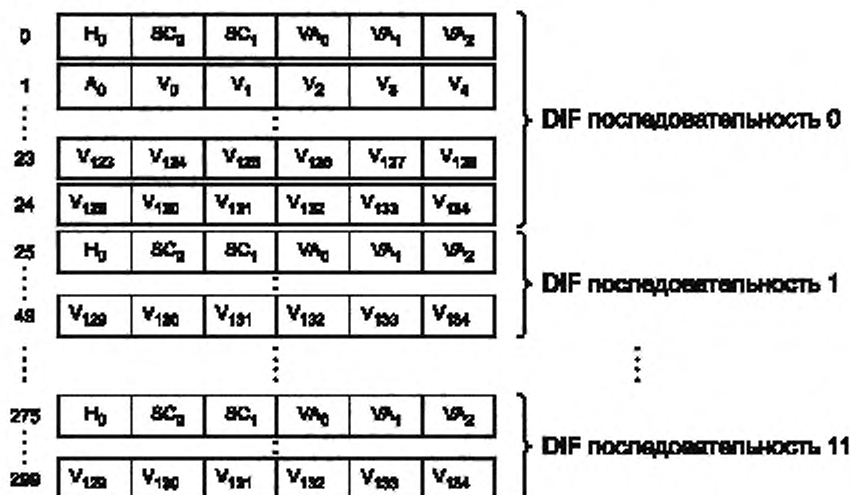 0 H0 SC0 SC1 VA0 VA1 VA2
1 A0 V0 V1 V2 V3 V4
DIF последовательность 0
23 V123 V124 V125 V126 V127 V128
24 V129 V130 V131 V132 V133 V134
25 H0 SC0 SC1 VA0 VA1 VA2
DIF последовательность 1
49 V129 V130 V131 V132 V133 V134
275 H0 SC0 SC1 VA0 VA1 VA2
DIF последовательность 11
299 V129 V130 V131 V132 V133 V134